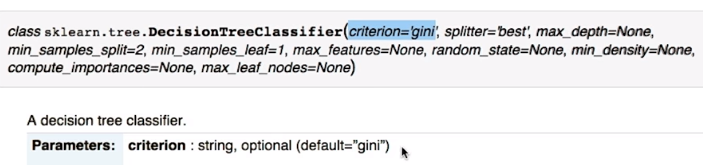 class sklearn.tree.DecisionTreeClassifier(criterion='gini', splitter='best', max_depth=None,
min_samples_split=2, min_samples_leaf=1, max_features=None, random_state=None, min_density=None,
compute_importances=None, max_leaf_nodes=None)
A decision tree classifier.
Parameters: criterion : string, optional (default="gini")